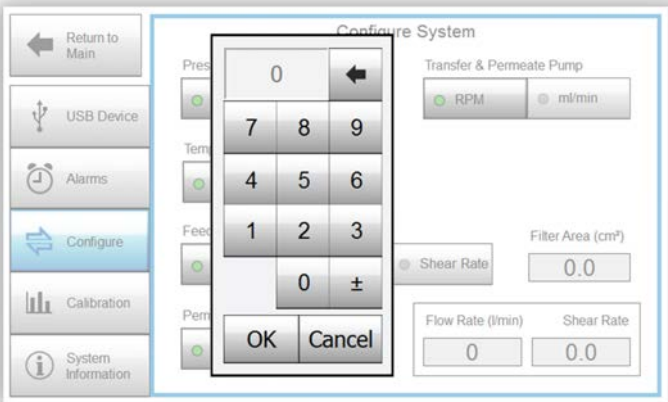 Return to
Main
USB Device
Alarms
Configure
Calibration
System
Information
Configure System
Pres
Transfer & Permeate Pump
RPM
ml/min
Temp
Feed
Shear Rate
Filter Area (cm²)
0.0
Perm
Flow Rate (l/min)
Shear Rate
0
0.0
0
7 8 9
4 5 6
1 2 3
0 ±
OK Cancel